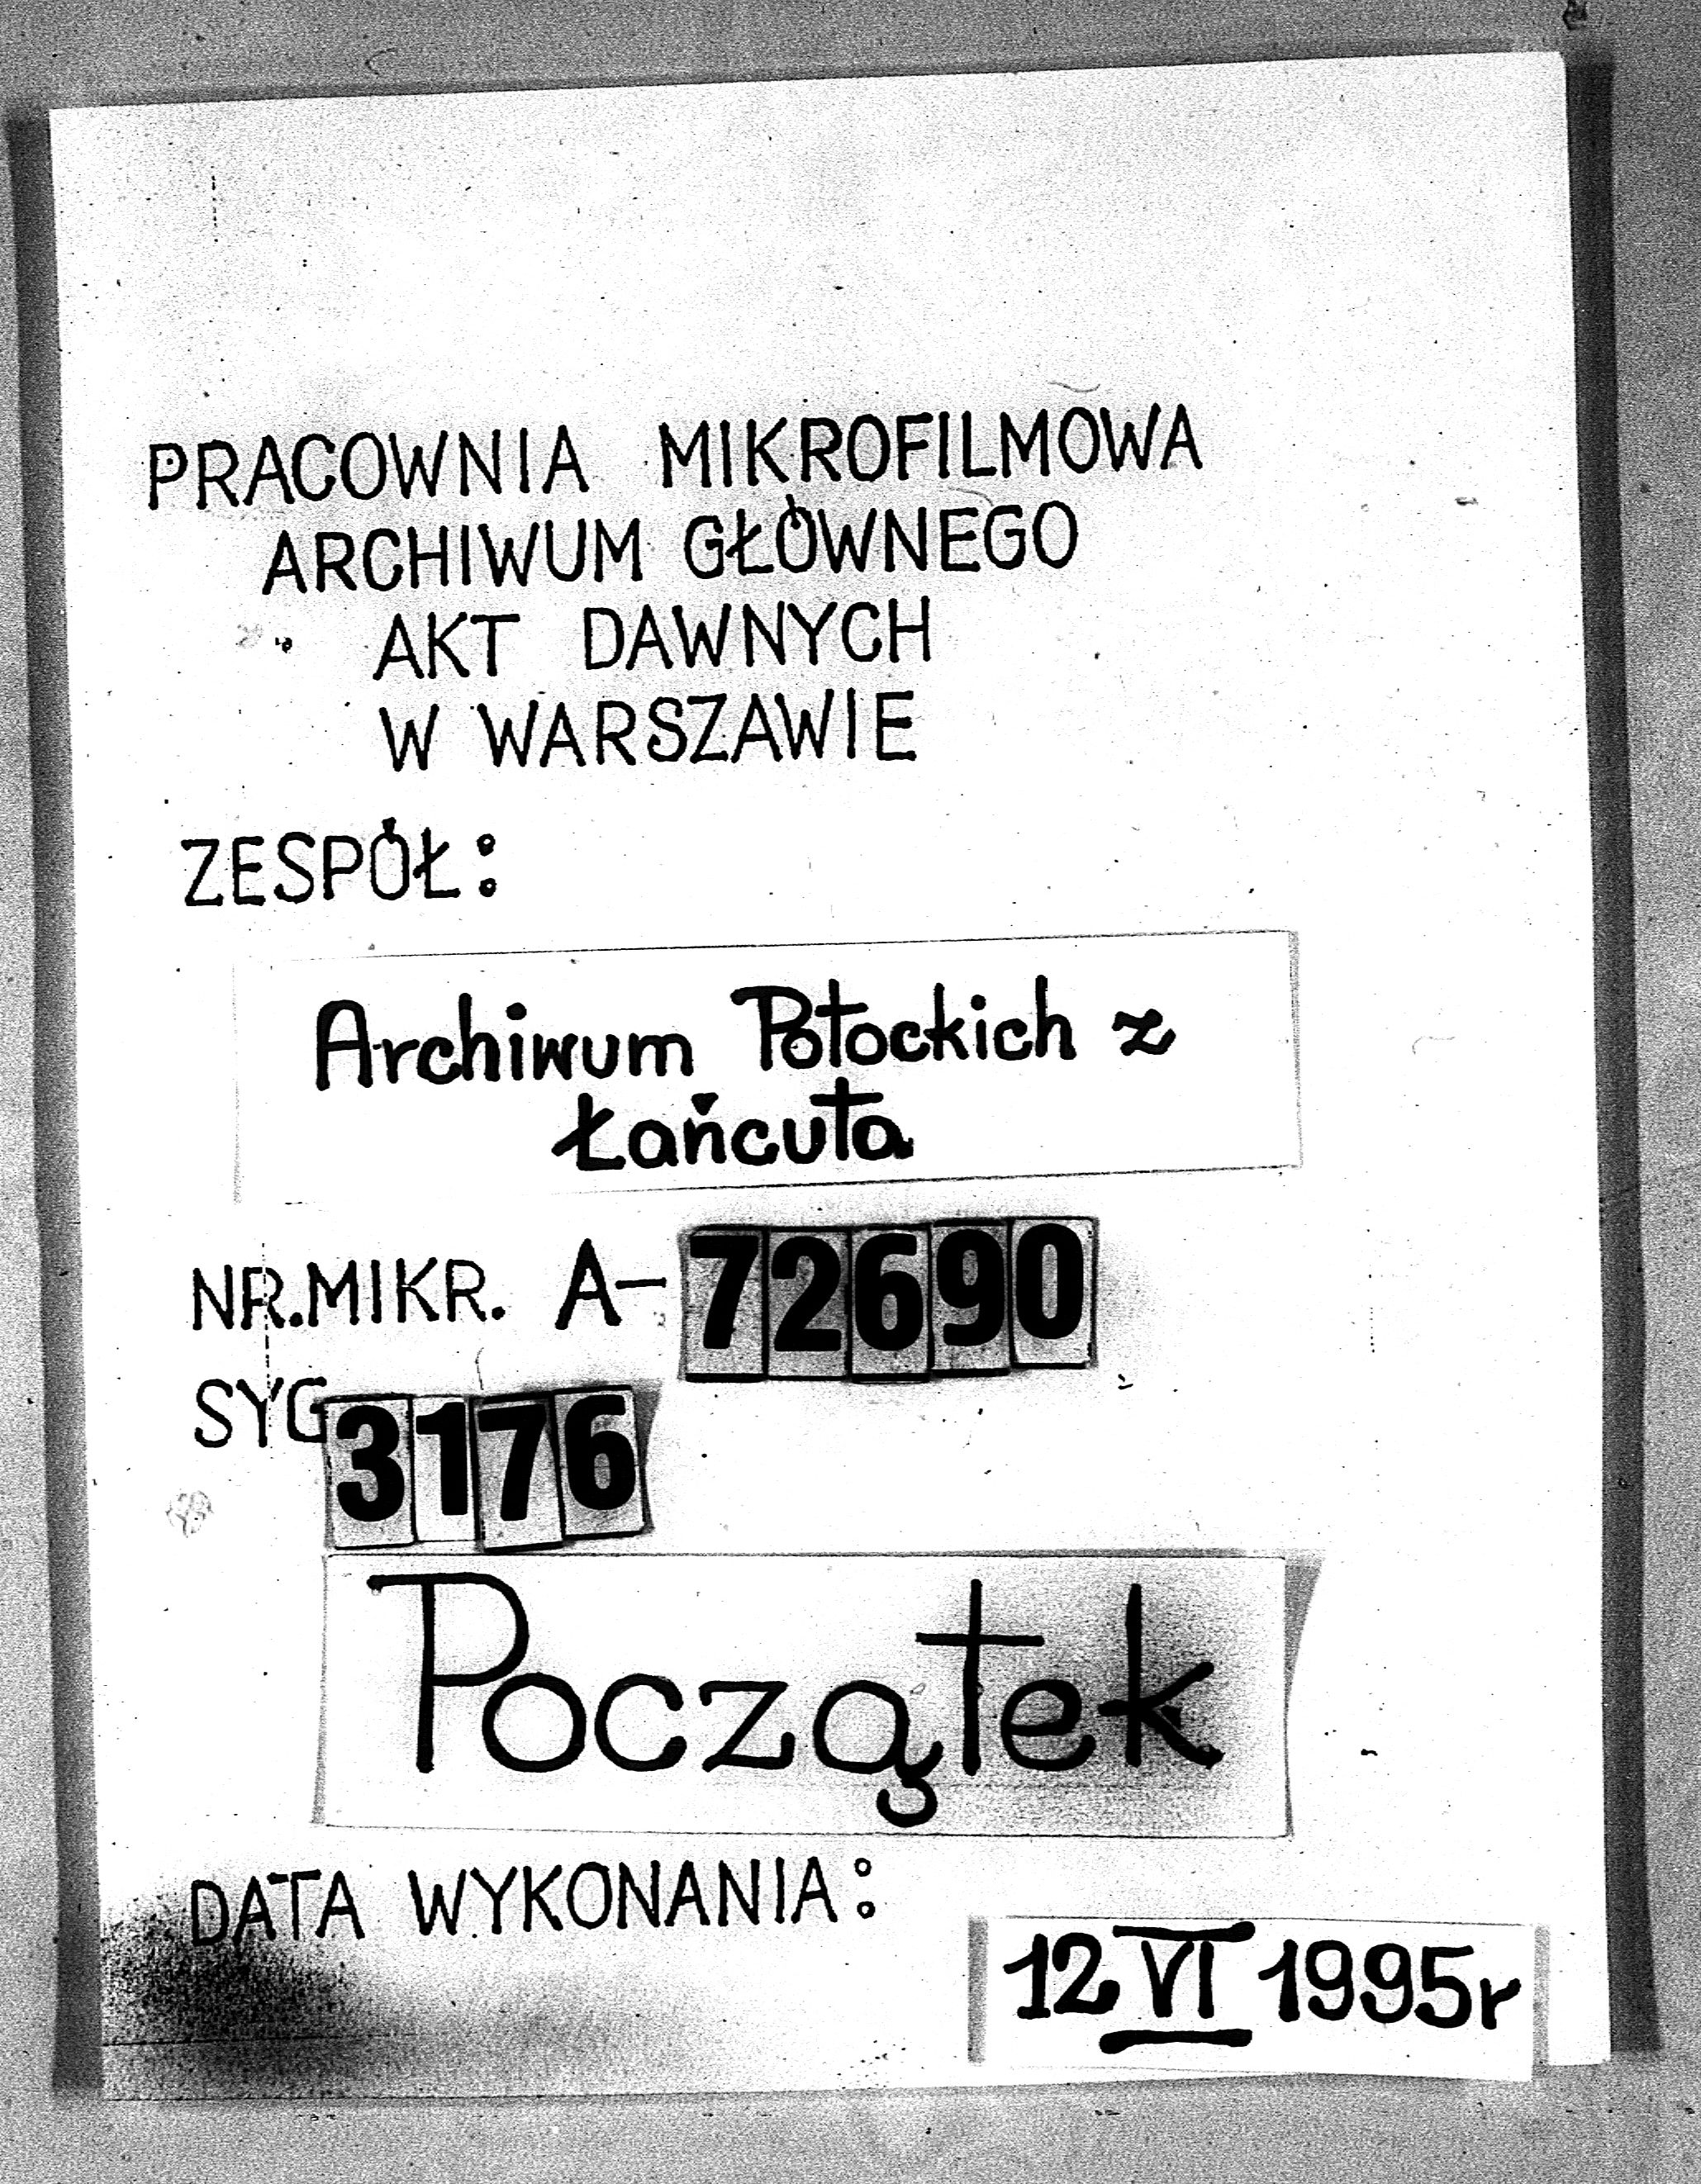 PRACOWNIA MIKROFILMOWA
ARCHIWUM GŁÓWNEGO
AKT DAWNYCH
W WARSZAWIE
ZESPÓŁ:
Archiwum Potockich z
Łańcuta
NR.MIKR. A-72690
SYG 3176
Początek
DATA WYKONANIA:
12 VI 1995r